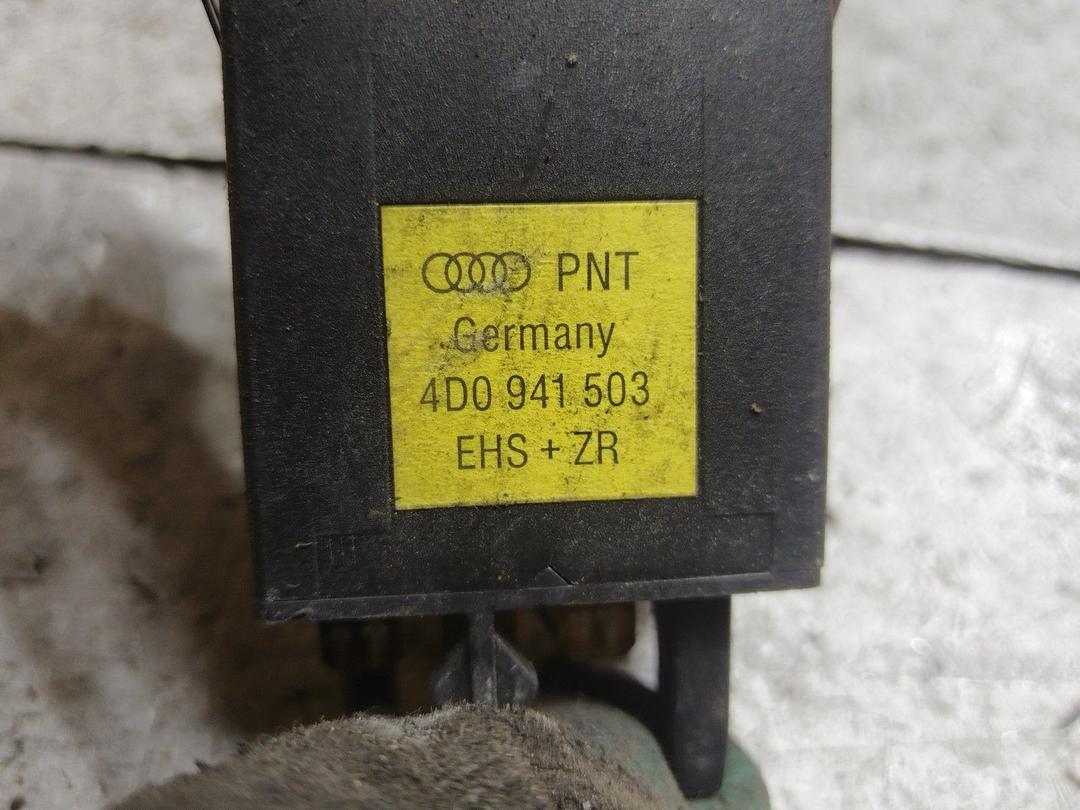 PNT
Germany
4D0 941 503
EHS + ZR